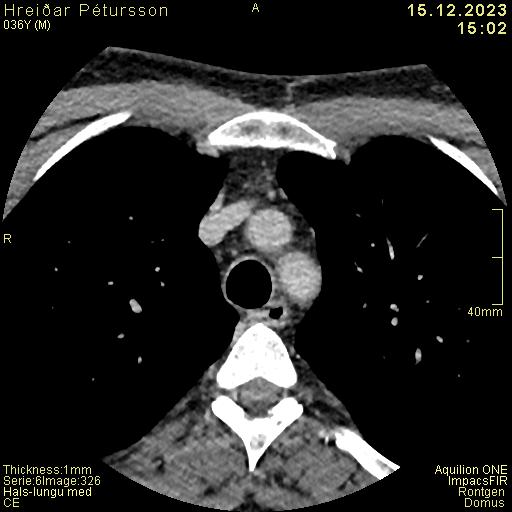 Hreiðar Pétursson
036Y (M)
A
15.12.2023
15:02
R
40mm
Thickness:1mm
Serie:6Image:326
Hals-lungu med
CE
Aquilion ONE
ImpacsFIR
Rontgen
Domus